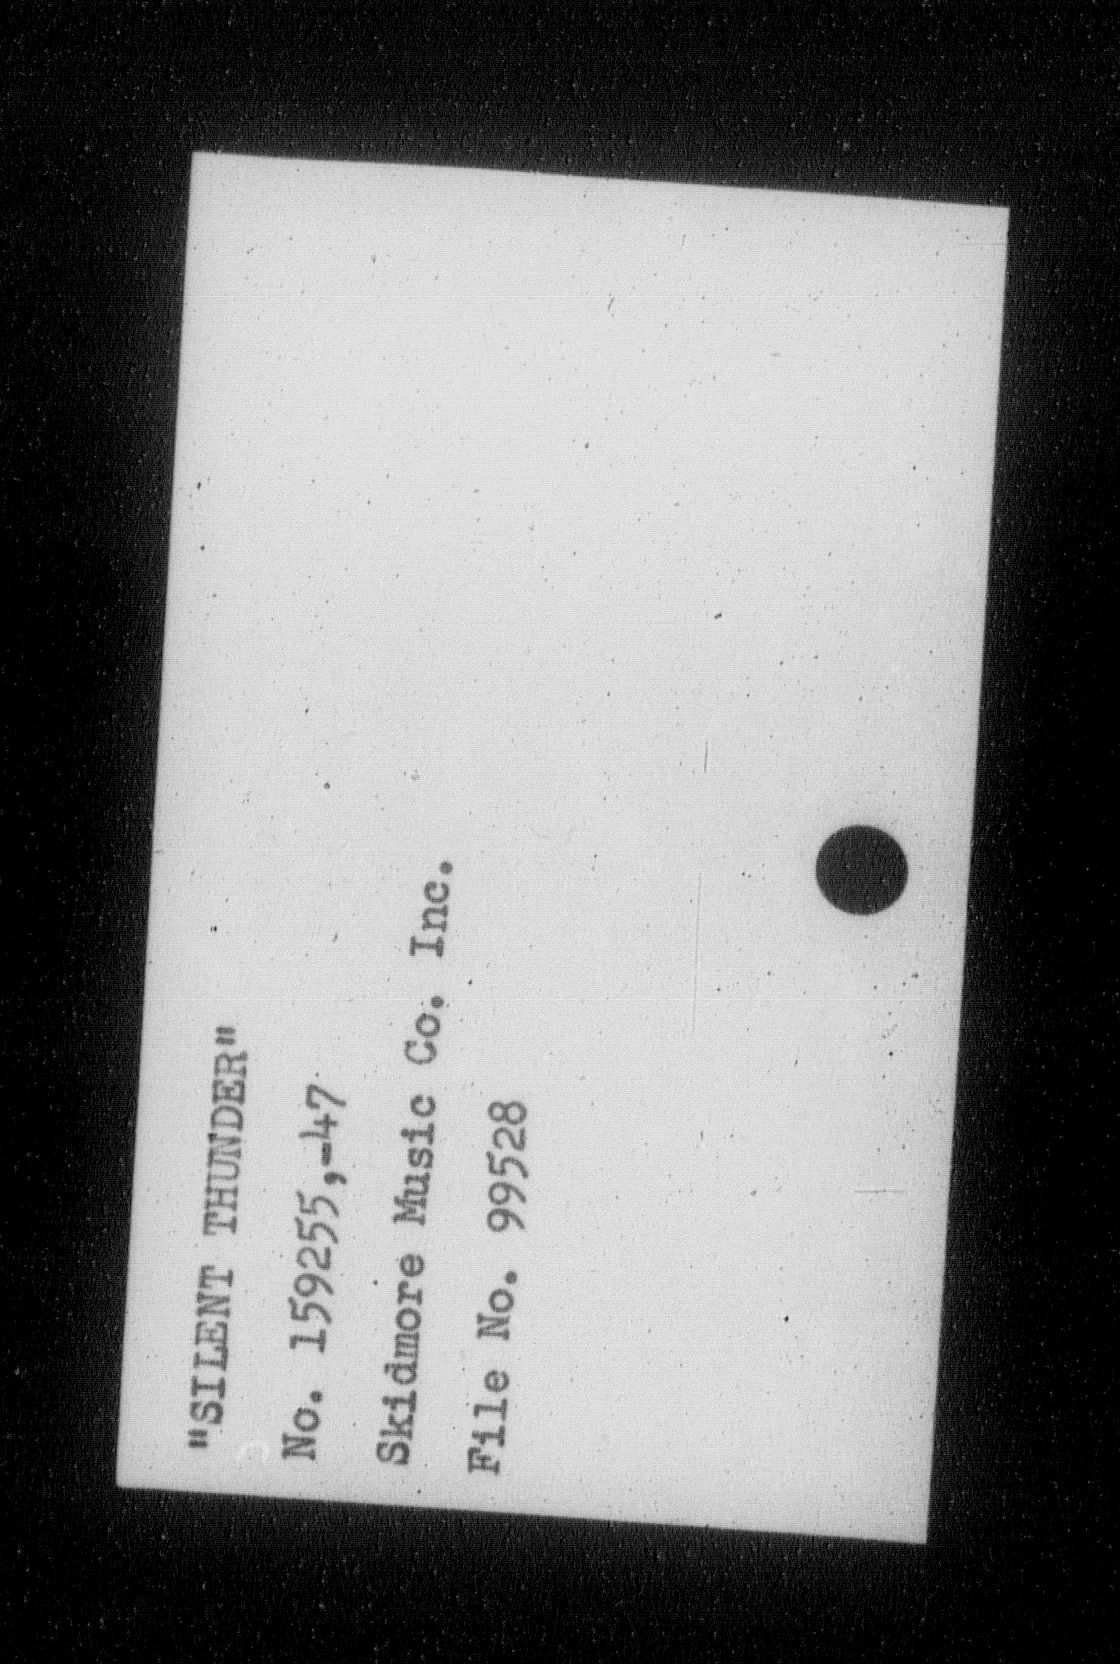 "SILENT THUNDER"
No. 159255,-47
Skidmore Music Co. Inc.
File No. 99528